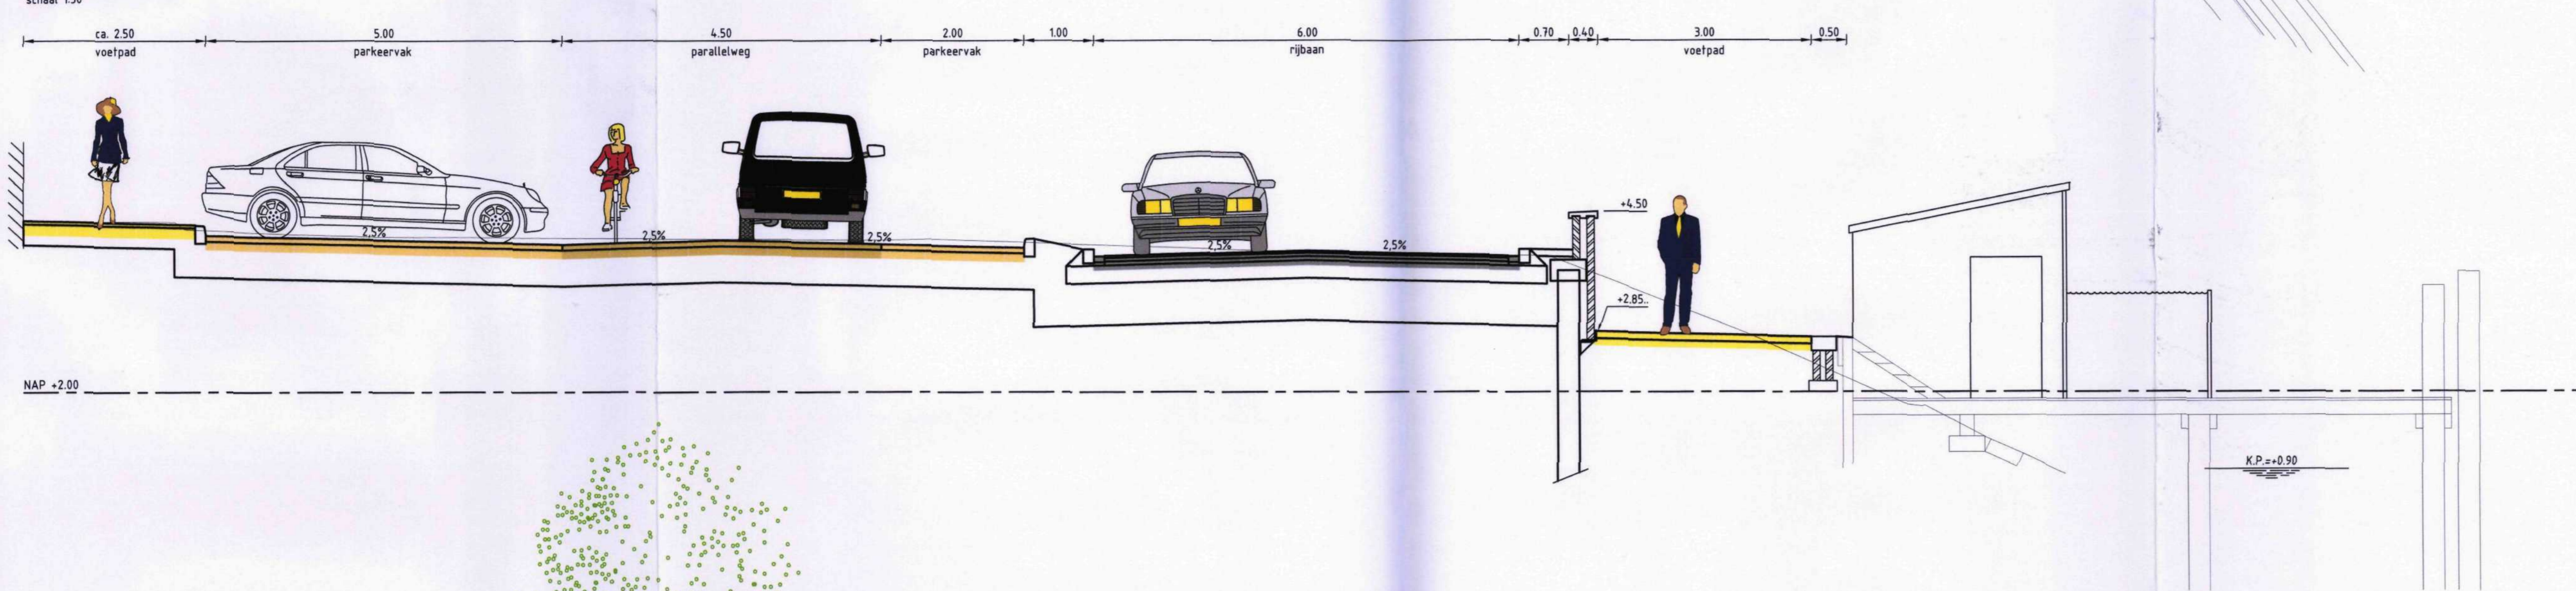 schaal 1:50
ca. 2.50 5.00 4.50 2.00 1.00 6.00 0.70 0.40 3.00 0.50
voetpad parkeervak parallelweg parkeervak rijbaan voetpad
+4.50
2,5% 2,5% 2,5% 2,5% 2,5%
+2.85..
NAP +2.00
K.P.=+0.90